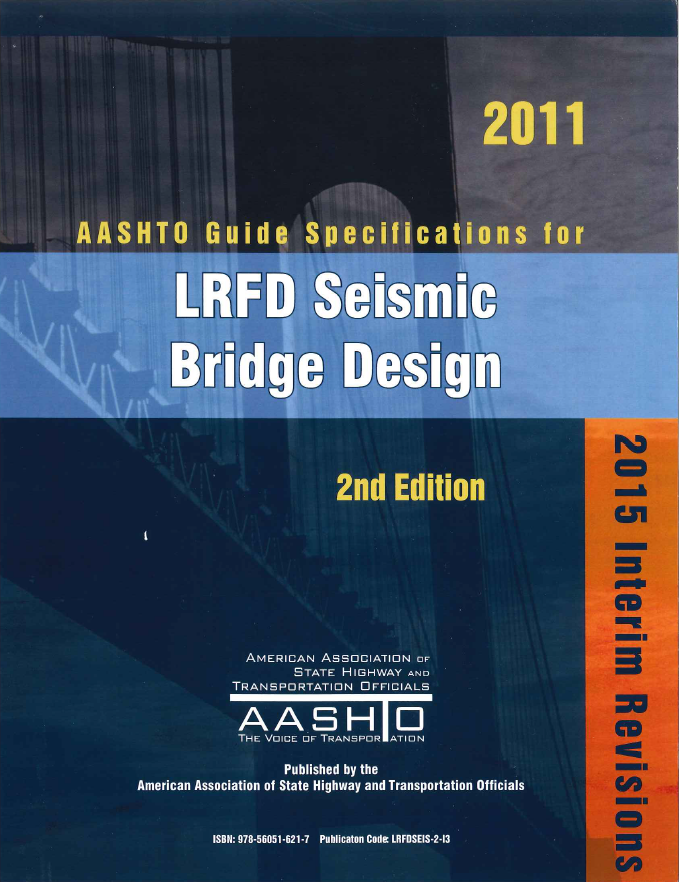 2011
AASHTO Guide Specifications for
LRFD Seismic
Bridge Design
2nd Edition
2015 Interim Revisions
AMERICAN ASSOCIATION OF
STATE HIGHWAY AND
TRANSPORTATION OFFICIALS
AASHTO
THE VOICE OF TRANSPORTATION
Published by the
American Association of State Highway and Transportation Officials
ISBN: 978-56051-621-7 Publicaton Code: LRFDSEIS-2-I3